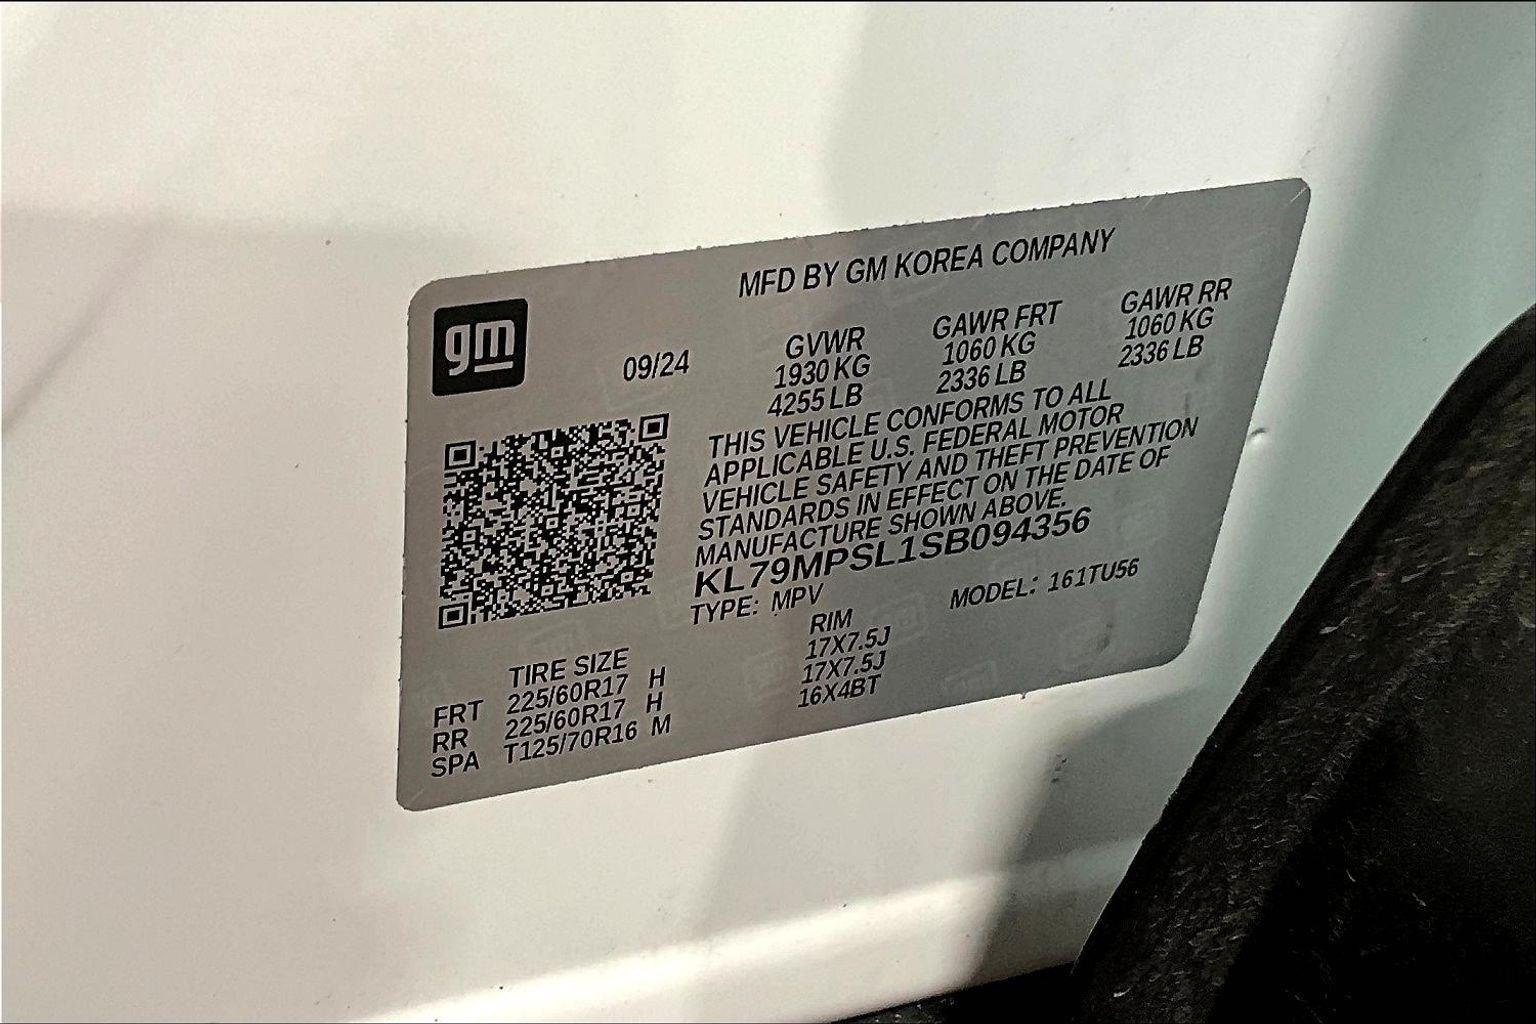 MFD BY GM KOREA COMPANY
gm
09/24
GVWR GAWR FRT GAWR RR
1930 KG 1060 KG 1060 KG
4255 LB 2336 LB 2336 LB
THIS VEHICLE CONFORMS TO ALL
APPLICABLE U.S. FEDERAL MOTOR
VEHICLE SAFETY AND THEFT PREVENTION
STANDARDS IN EFFECT ON THE DATE OF
MANUFACTURE SHOWN ABOVE.
KL79MPSL1SB094356
TYPE: MPV MODEL: 161TU56
TIRE SIZE RIM
FRT 225/60R17 H 17X7.5J
RR 225/60R17 H 17X7.5J
SPA T125/70R16 M 16X4BT